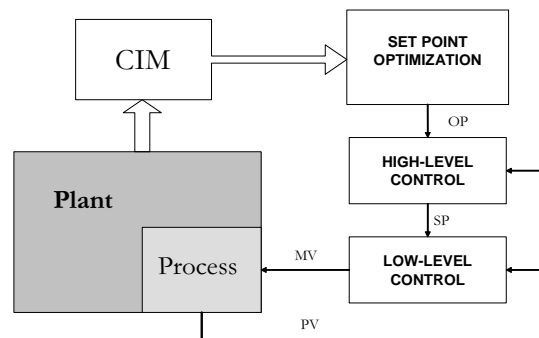 CIM
SET POINT
OPTIMIZATION
OP
HIGH-LEVEL
CONTROL
Plant
SP
Process
MV
LOW-LEVEL
CONTROL
PV